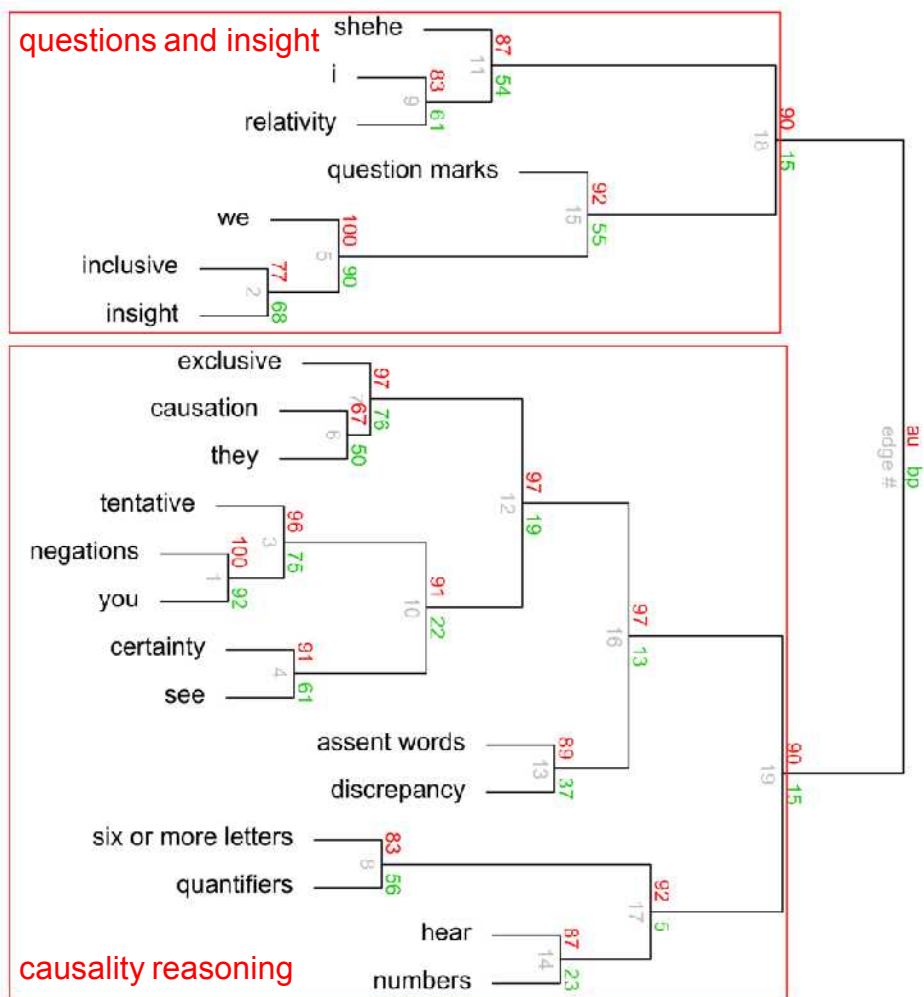 questions and insight
shehe
87
11
54
i
83
9
61
relativity
90
18
15
question marks
92
15
55
we
100
5
90
inclusive
77
2
68
insight
exclusive
97
7
76
causation
67
6
50
they
au
bp
edge #
tentative
96
3
75
negations
100
1
92
you
97
12
19
91
10
22
certainty
91
4
61
see
97
16
13
assent words
89
13
37
discrepancy
90
19
15
six or more letters
83
8
56
quantifiers
92
17
5
hear
87
14
23
numbers
causality reasoning